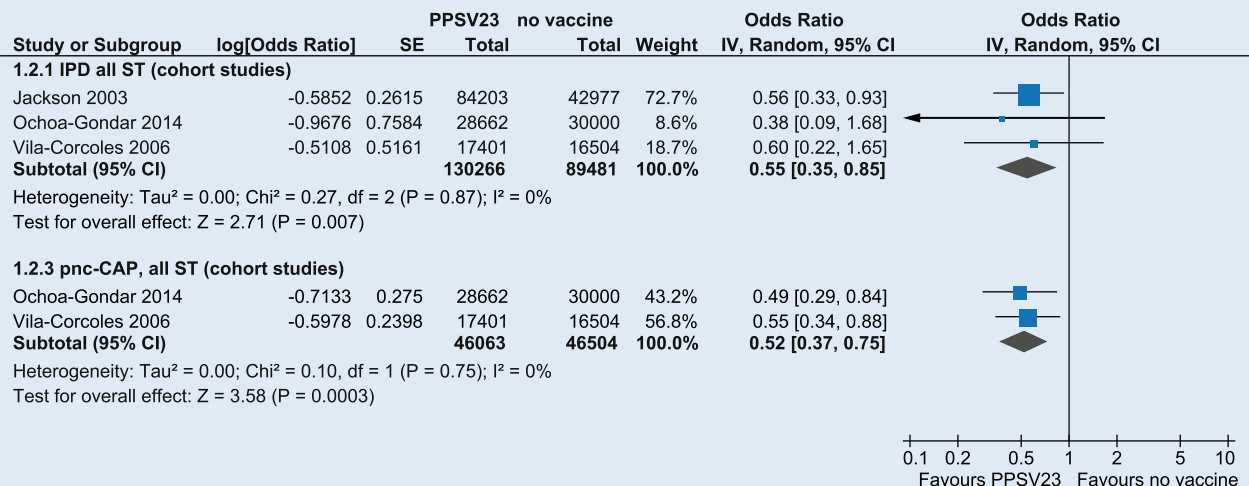 PPSV23 no vaccine Odds Ratio Odds Ratio
Study or Subgroup log[Odds Ratio] SE Total Total Weight IV, Random, 95% CI IV, Random, 95% CI
1.2.1 IPD all ST (cohort studies)
Jackson 2003 -0.5852 0.2615 84203 42977 72.7% 0.56 [0.33, 0.93]
Ochoa-Gondar 2014 -0.9676 0.7584 28662 30000 8.6% 0.38 [0.09, 1.68]
Vila-Corcoles 2006 -0.5108 0.5161 17401 16504 18.7% 0.60 [0.22, 1.65]
Subtotal (95% CI) 130266 89481 100.0% 0.55 [0.35, 0.85]
Heterogeneity: Tau² = 0.00; Chi² = 0.27, df = 2 (P = 0.87); I² = 0%
Test for overall effect: Z = 2.71 (P = 0.007)
1.2.3 pnc-CAP, all ST (cohort studies)
Ochoa-Gondar 2014 -0.7133 0.275 28662 30000 43.2% 0.49 [0.29, 0.84]
Vila-Corcoles 2006 -0.5978 0.2398 17401 16504 56.8% 0.55 [0.34, 0.88]
Subtotal (95% CI) 46063 46504 100.0% 0.52 [0.37, 0.75]
Heterogeneity: Tau² = 0.00; Chi² = 0.10, df = 1 (P = 0.75); I² = 0%
Test for overall effect: Z = 3.58 (P = 0.0003)
0.1 0.2 0.5 1 2 5 10
Favours PPSV23 Favours no vaccine